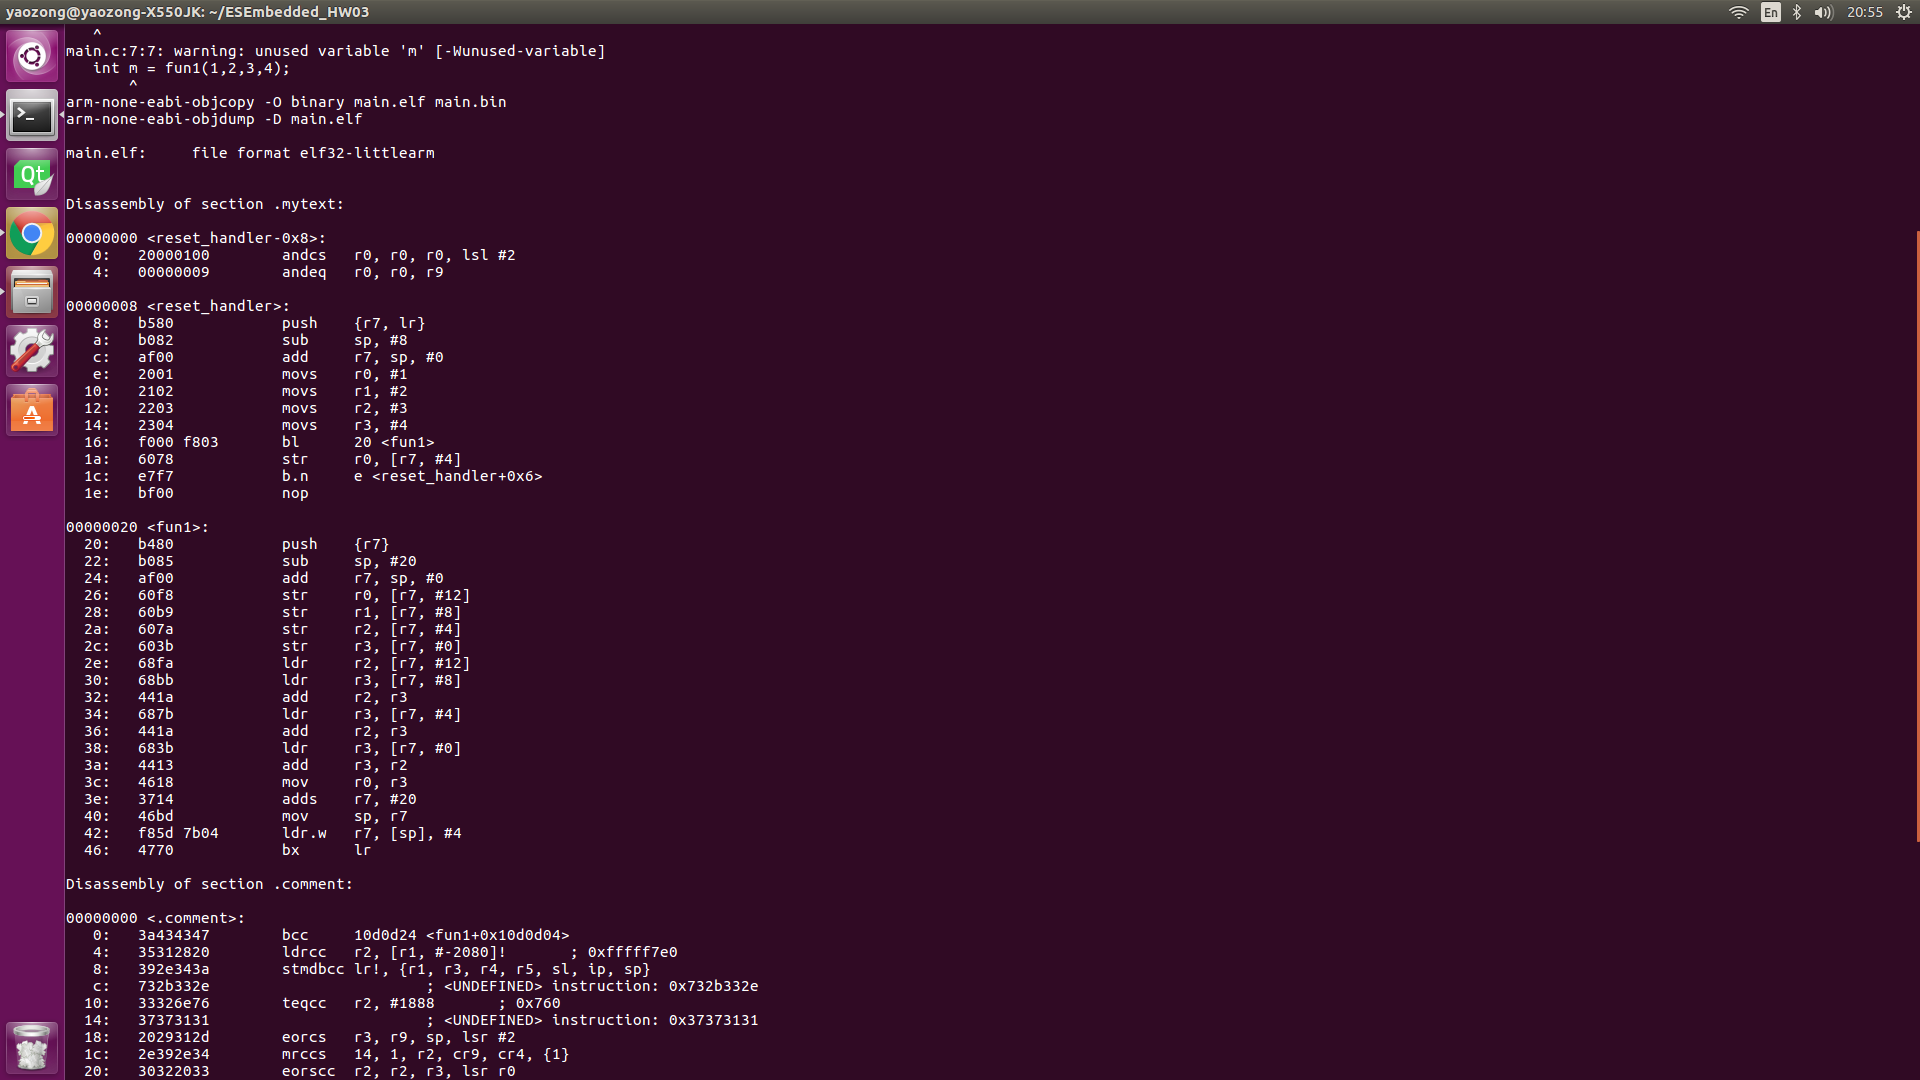 yaozong@yaozong-X550JK: ~/ESEmbedded_HW03
En
20:55
^
main.c:7:7: warning: unused variable 'm' [-Wunused-variable]
   int m = fun1(1,2,3,4);
       ^
arm-none-eabi-objcopy -O binary main.elf main.bin
arm-none-eabi-objdump -D main.elf

main.elf:     file format elf32-littlearm


Disassembly of section .mytext:

00000000 <reset_handler-0x8>:
   0:   20000100        andcs   r0, r0, r0, lsl #2
   4:   00000009        andeq   r0, r0, r9

00000008 <reset_handler>:
   8:   b580            push    {r7, lr}
   a:   b082            sub     sp, #8
   c:   af00            add     r7, sp, #0
   e:   2001            movs    r0, #1
  10:   2102            movs    r1, #2
  12:   2203            movs    r2, #3
  14:   2304            movs    r3, #4
  16:   f000 f803       bl      20 <fun1>
  1a:   6078            str     r0, [r7, #4]
  1c:   e7f7            b.n     e <reset_handler+0x6>
  1e:   bf00            nop

00000020 <fun1>:
  20:   b480            push    {r7}
  22:   b085            sub     sp, #20
  24:   af00            add     r7, sp, #0
  26:   60f8            str     r0, [r7, #12]
  28:   60b9            str     r1, [r7, #8]
  2a:   607a            str     r2, [r7, #4]
  2c:   603b            str     r3, [r7, #0]
  2e:   68fa            ldr     r2, [r7, #12]
  30:   68bb            ldr     r3, [r7, #8]
  32:   441a            add     r2, r3
  34:   687b            ldr     r3, [r7, #4]
  36:   441a            add     r2, r3
  38:   683b            ldr     r3, [r7, #0]
  3a:   4413            add     r3, r2
  3c:   4618            mov     r0, r3
  3e:   3714            adds    r7, #20
  40:   46bd            mov     sp, r7
  42:   f85d 7b04       ldr.w   r7, [sp], #4
  46:   4770            bx      lr

Disassembly of section .comment:

00000000 <.comment>:
   0:   3a434347        bcc     10d0d24 <fun1+0x10d0d04>
   4:   35312820        ldrcc   r2, [r1, #-2080]!       ; 0xfffff7e0
   8:   392e343a        stmdbcc lr!, {r1, r3, r4, r5, sl, ip, sp}
   c:   732b332e                        ; <UNDEFINED> instruction: 0x732b332e
  10:   33326e76        teqcc   r2, #1888       ; 0x760
  14:   37373131                        ; <UNDEFINED> instruction: 0x37373131
  18:   2029312d        eorcs   r3, r9, sp, lsr #2
  1c:   2e392e34        mrccs   14, 1, r2, cr9, cr4, {1}
  20:   30322033        eorscc  r2, r2, r3, lsr r0
Qt